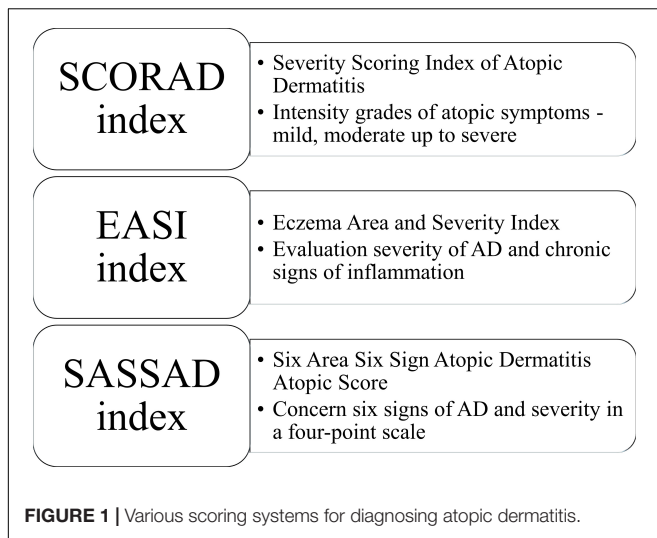 SCORAD
index
• Severity Scoring Index of Atopic
Dermatitis
• Intensity grades of atopic symptoms -
mild, moderate up to severe
EASI
index
• Eczema Area and Severity Index
• Evaluation severity of AD and chronic
signs of inflammation
SASSAD
index
• Six Area Six Sign Atopic Dermatitis
Atopic Score
• Concern six signs of AD and severity in
a four-point scale
FIGURE 1 | Various scoring systems for diagnosing atopic dermatitis.